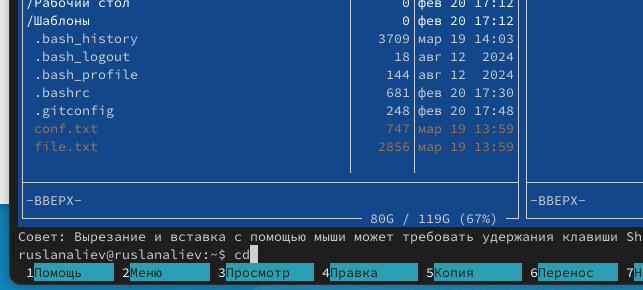 /Рабочий стол 0 фев 20 17:12
/Шаблоны 0 фев 20 17:12
.bash_history 3709 мар 19 14:03
.bash_logout 18 авг 12 2024
.bash_profile 144 авг 12 2024
.bashrc 681 фев 20 17:30
.gitconfig 248 фев 20 17:48
conf.txt 747 мар 19 13:59
file.txt 2856 мар 19 13:59
-ВВЕРХ- -ВВЕРХ-
80G / 119G (67%)
Совет: Вырезание и вставка с помощью мыши может требовать удержания клавиши Sh
ruslanaliev@ruslanaliev:~$ cd
1Помощь 2Меню 3Просмотр 4Правка 5Копия 6Перенос 7Н